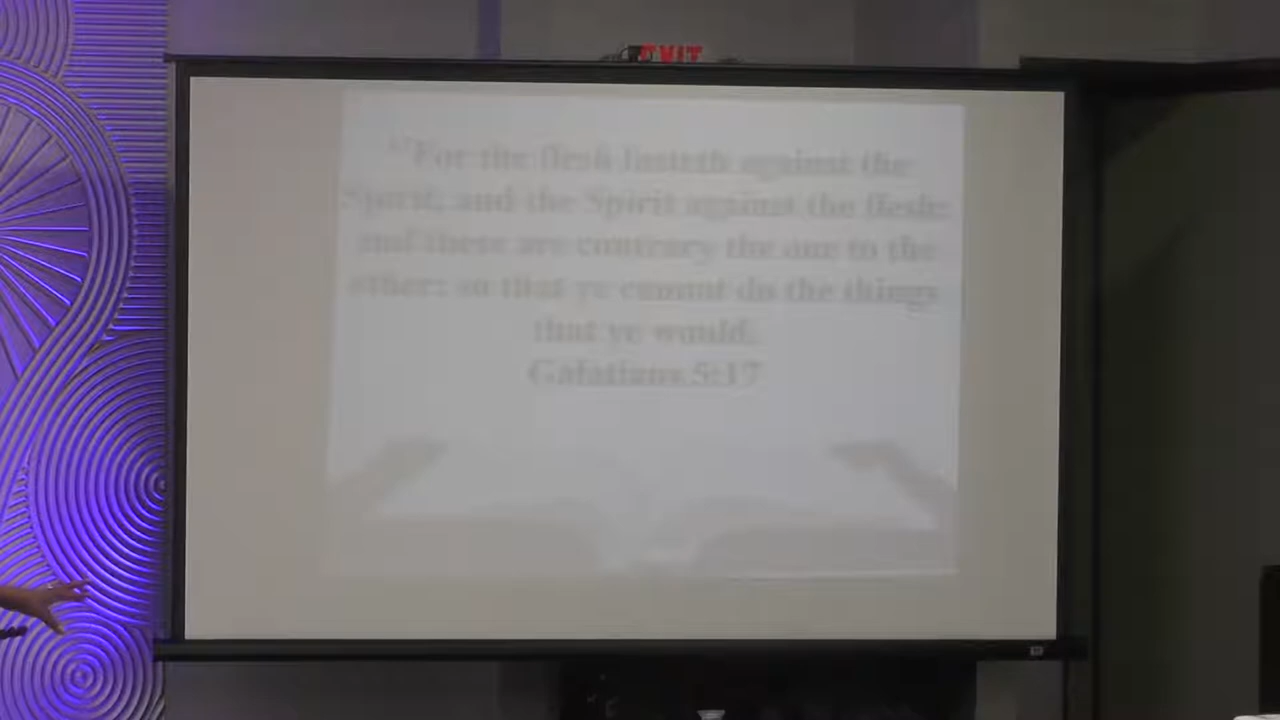 EXIT
17 For the flesh lusteth against the
Spirit, and the Spirit against the flesh:
and these are contrary the one to the
other: so that ye cannot do the things
that ye would.
Galatians 5:17